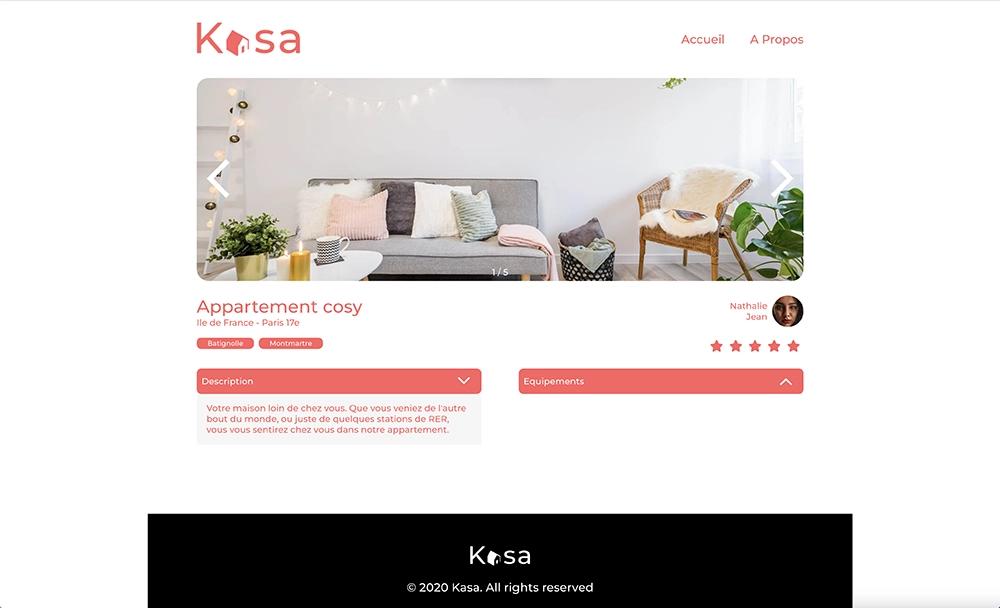 Kasa
Accueil
A Propos
1 / 5
Appartement cosy
Ile de France - Paris 17e
Nathalie
Jean
Batignolle
Montmartre
Description
Equipements
Votre maison loin de chez vous. Que vous veniez de l'autre
bout du monde, ou juste de quelques stations de RER,
vous vous sentirez chez vous dans notre appartement.
Kasa
© 2020 Kasa. All rights reserved